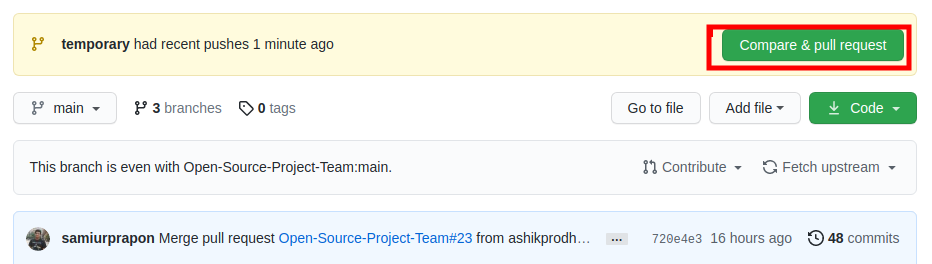 temporary had recent pushes 1 minute ago Compare & pull request
main 3 branches 0 tags Go to file Add file Code
This branch is even with Open-Source-Project-Team:main. Contribute Fetch upstream
samiurprapon Merge pull request Open-Source-Project-Team#23 from ashikprodh… ... 720e4e3 16 hours ago 48 commits